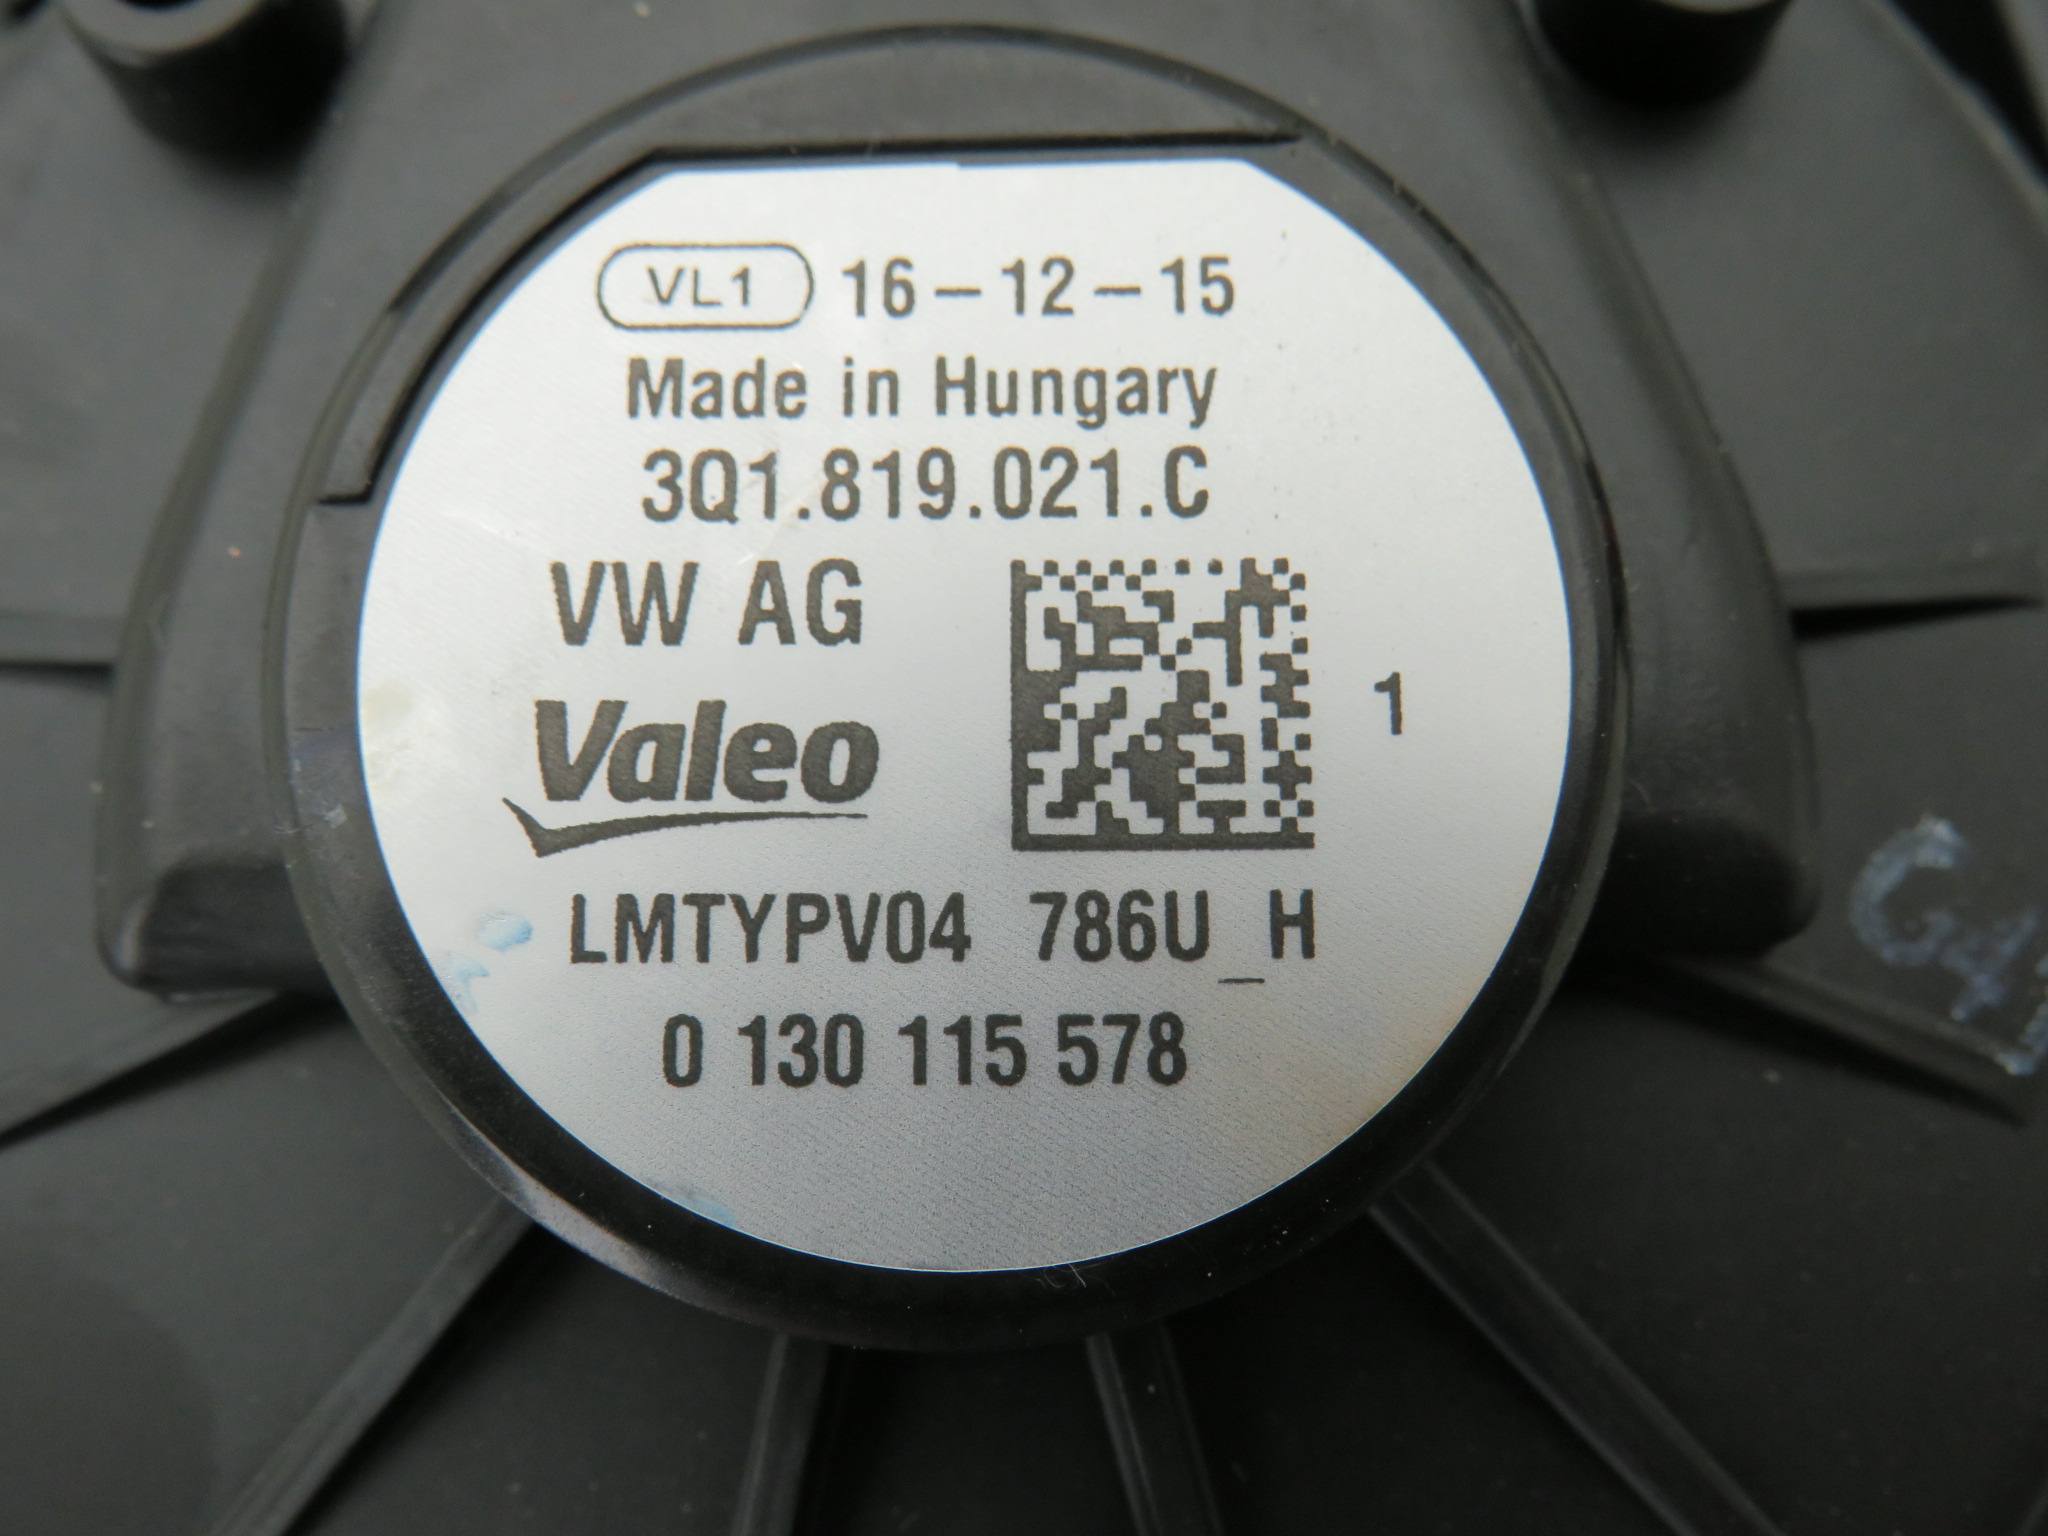 VL1 16-12-15
Made in Hungary
3Q1.819.021.C
VW AG
Valeo
1
LMTYPV04 786U_H
0 130 115 578